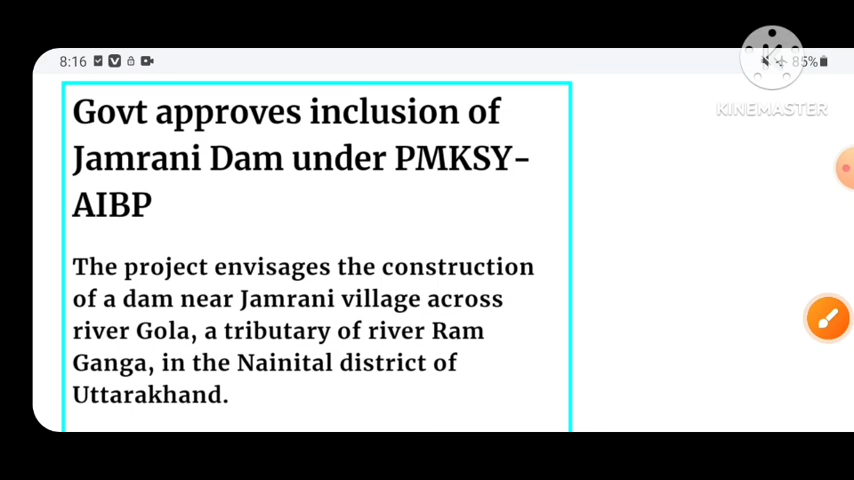 8:16
85%
KINEMASTER
Govt approves inclusion of
Jamrani Dam under PMKSY-
AIBP
The project envisages the construction
of a dam near Jamrani village across
river Gola, a tributary of river Ram
Ganga, in the Nainital district of
Uttarakhand.